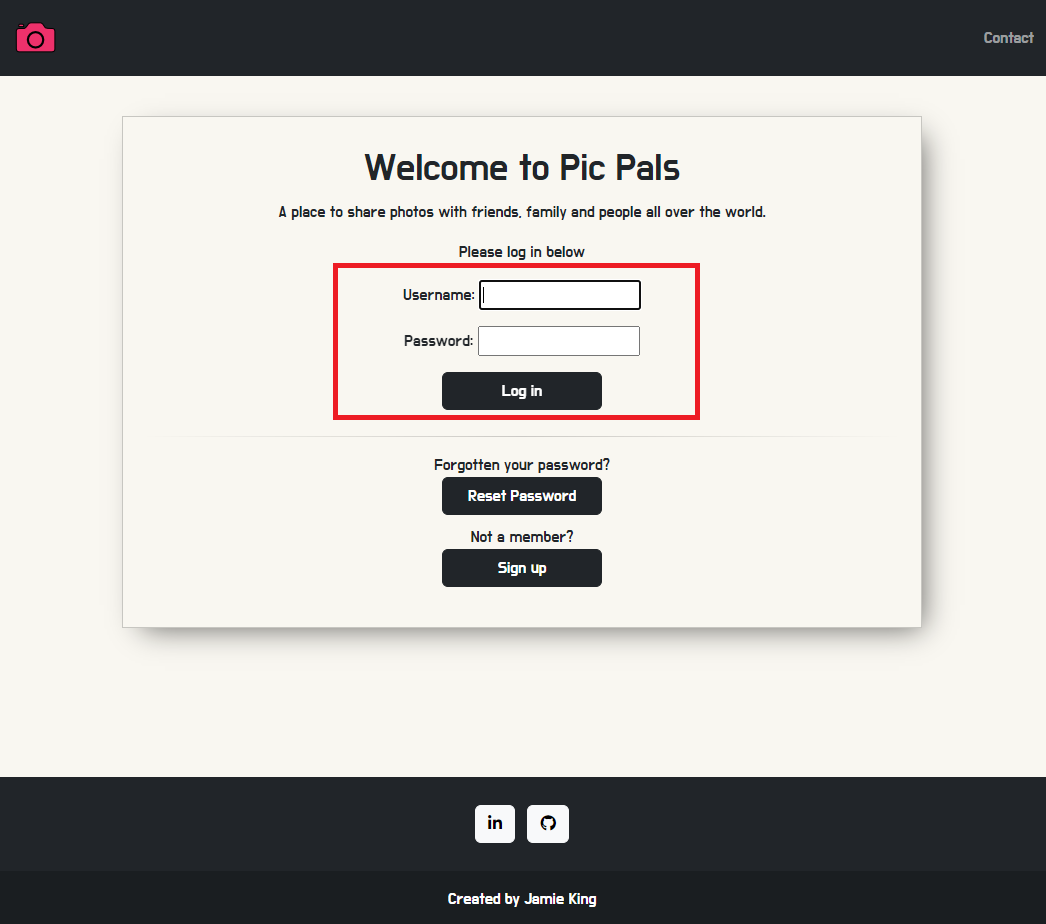 Contact
Welcome to Pic Pals
A place to share photos with friends, family and people all over the world.
Please log in below
Username:
Password:
Log in
Forgotten your password?
Reset Password
Not a member?
Sign up
in
Created by Jamie King